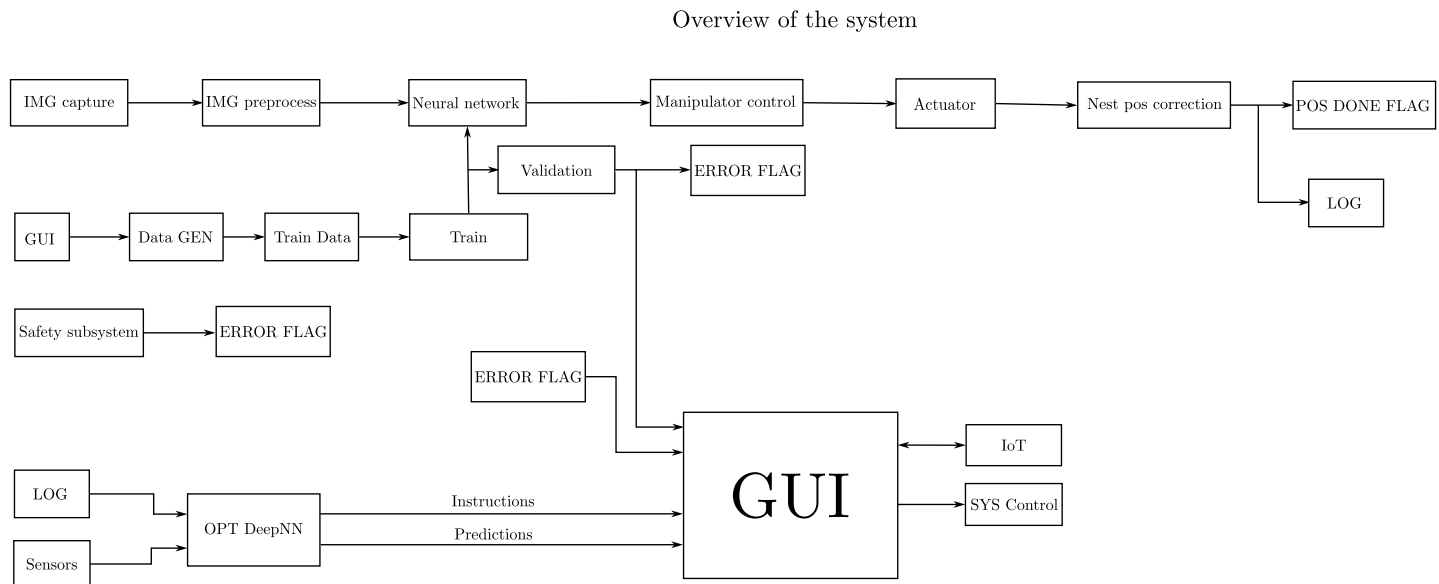 Overview of the system
IMG capture
IMG preprocess
Neural network
Manipulator control
Actuator
Nest pos correction
POS DONE FLAG
Validation
ERROR FLAG
LOG
GUI
Data GEN
Train Data
Train
Safety subsystem
ERROR FLAG
ERROR FLAG
GUI
IoT
SYS Control
LOG
Sensors
OPT DeepNN
Instructions
Predictions